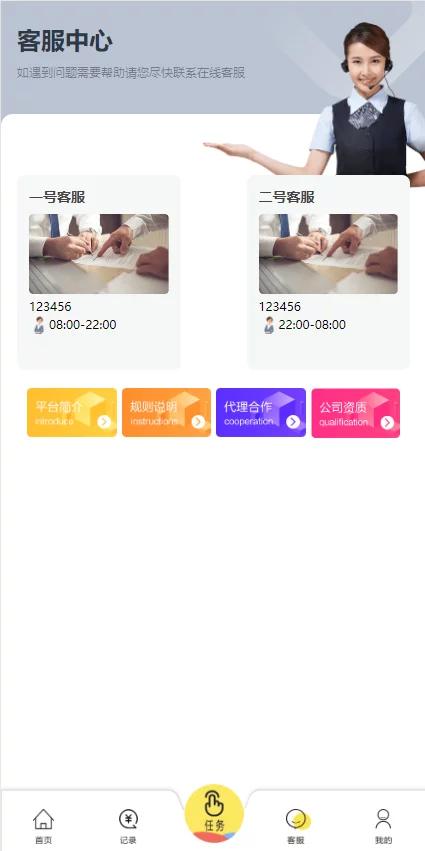 客服中心
如遇到问题需要帮助请您尽快联系在线客服
一号客服
二号客服
123456
123456
08:00-22:00
22:00-08:00
平台简介
规则说明
代理合作
公司资质
introduce
instructions
cooperation
qualification
任务
首页
记录
客服
我的